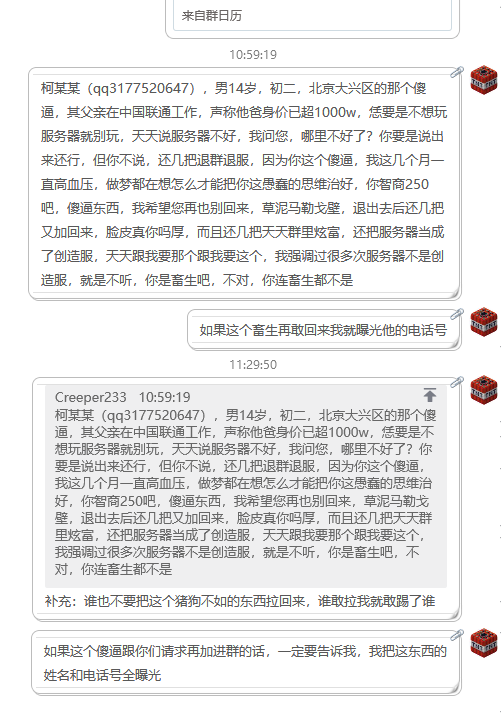 来自群日历
10:59:19
柯某某（qq3177520647），男14岁，初二，北京大兴区的那个傻
逼，其父亲在中国联通工作，声称他爸身价已超1000w，恁要是不想玩
服务器就别玩，天天说服务器不好，我问您，哪里不好了？你要是说出
来还行，但你不说，还几把退群退服，因为你这个傻逼，我这几个月一
直高血压，做梦都在想怎么才能把你这愚蠢的思维治好，你智商250
吧，傻逼东西，我希望您再也别回来，草泥马勒戈壁，退出去后还几把
又加回来，脸皮真你吗厚，而且还几把天天群里炫富，还把服务器当成
了创造服，天天跟我要那个跟我要这个，我强调过很多次服务器不是创
造服，就是不听，你是畜生吧，不对，你连畜生都不是
如果这个畜生再敢回来我就曝光他的电话号
11:29:50
Creeper233 10:59:19
柯某某（qq3177520647），男14岁，初二，北京大兴区的那个傻
逼，其父亲在中国联通工作，声称他爸身价已超1000w，恁要是不
想玩服务器就别玩，天天说服务器不好，我问您，哪里不好了？你
要是说出来还行，但你不说，还几把退群退服，因为你这个傻逼，
我这几个月一直高血压，做梦都在想怎么才能把你这愚蠢的思维治
好，你智商250吧，傻逼东西，我希望您再也别回来，草泥马勒戈
壁，退出去后还几把又加回来，脸皮真你吗厚，而且还几把天天群
里炫富，还把服务器当成了创造服，天天跟我要那个跟我要这个，
我强调过很多次服务器不是创造服，就是不听，你是畜生吧，不
对，你连畜生都不是
补充：谁也不要把这个猪狗不如的东西拉回来，谁敢拉我就敢踢了谁
如果这个傻逼跟你们请求再加进群的话，一定要告诉我，我把这东西的
姓名和电话号全曝光